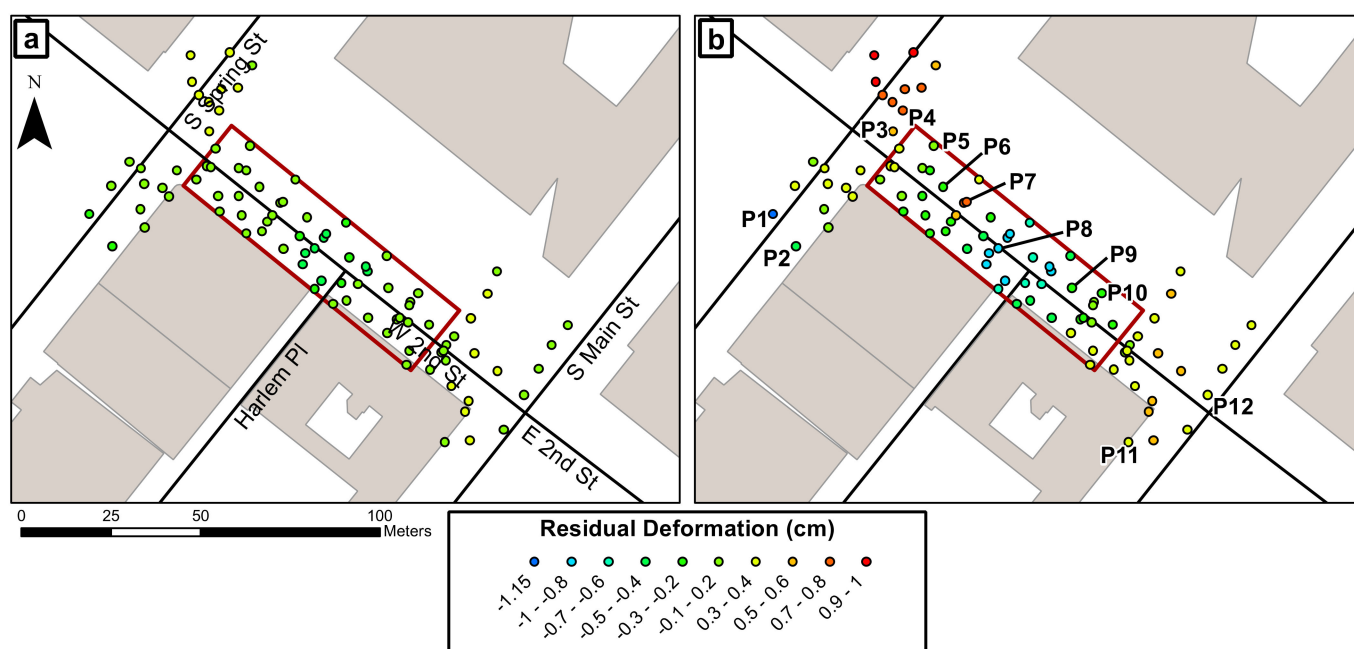 a
N
S Spring St
Harlem Pl
W 2nd St
S Main St
E 2nd St
0 25 50 100
Meters
b
P1
P2
P3
P4
P5
P6
P7
P8
P9
P10
P11
P12
Residual Deformation (cm)
-1.15
-1 - -0.8
-0.7 - -0.6
-0.5 - -0.4
-0.3 - -0.2
-0.1 - 0.2
0.3 - 0.4
0.5 - 0.6
0.7 - 0.8
0.9 - 1